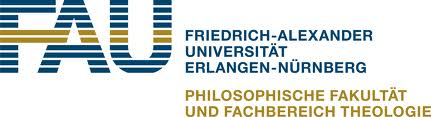 FAU
FRIEDRICH-ALEXANDER
UNIVERSITÄT
ERLANGEN-NÜRNBERG
PHILOSOPHISCHE FAKULTÄT
UND FACHBEREICH THEOLOGIE